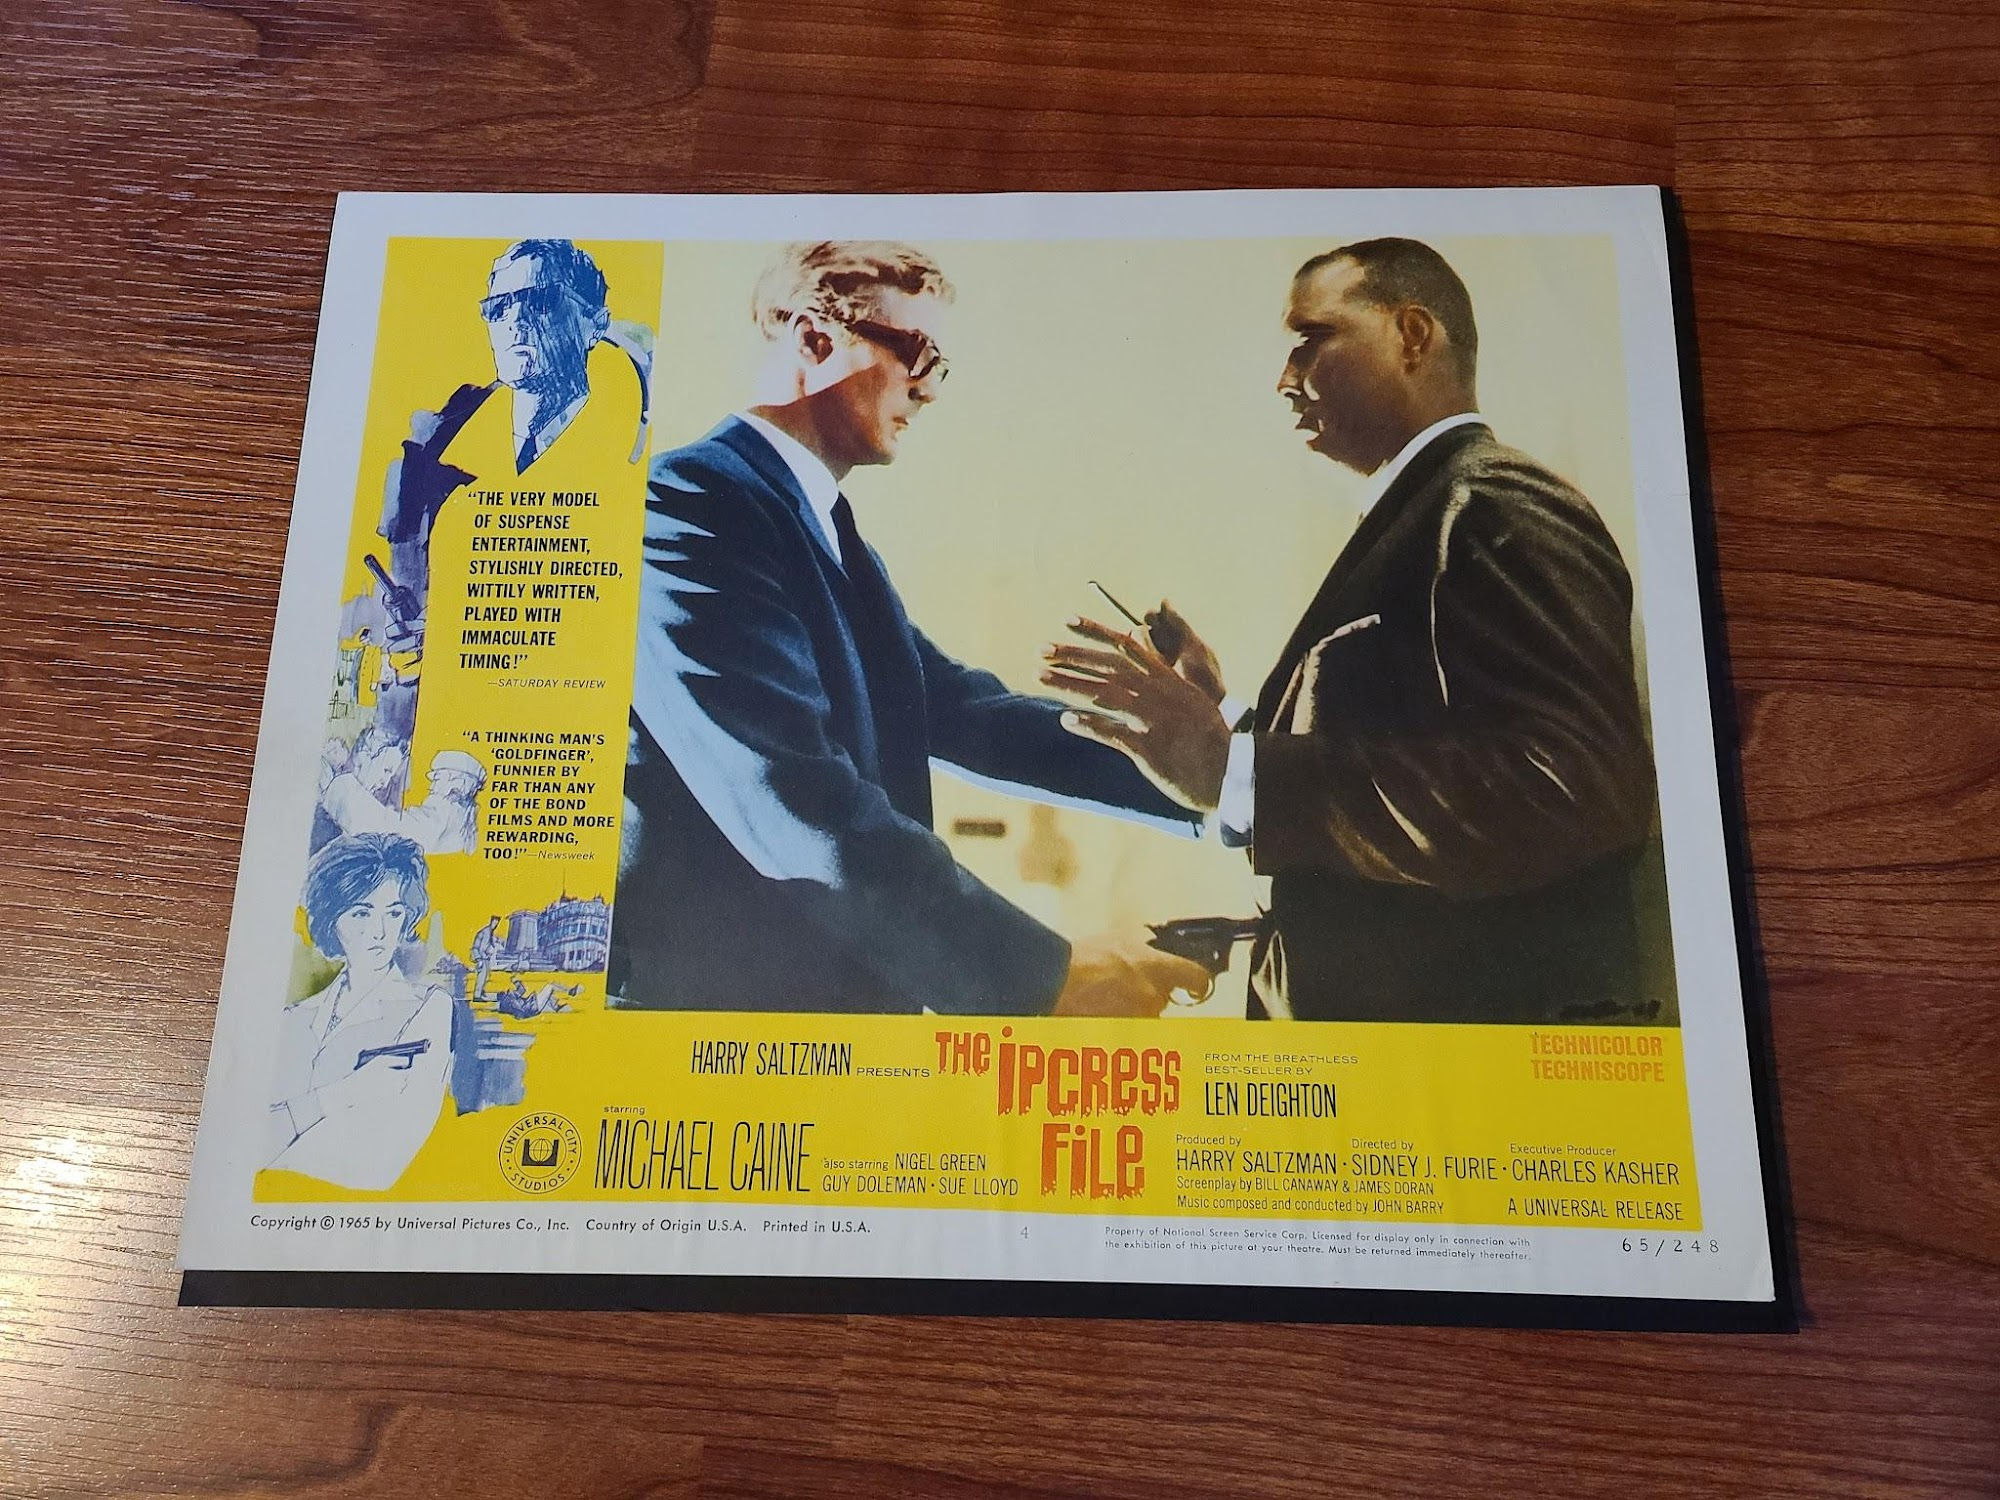 “THE VERY MODEL
OF SUSPENSE
ENTERTAINMENT,
STYLISHLY DIRECTED,
WITTILY WRITTEN,
PLAYED WITH
IMMACULATE
TIMING!”
—SATURDAY REVIEW
“A THINKING MAN'S
‘GOLDFINGER’,
FUNNIER BY
FAR THAN ANY
OF THE BOND
FILMS AND MORE
REWARDING,
TOO!”—Newsweek
HARRY SALTZMAN PRESENTS
THE IPCRESS
FILE
FROM THE BREATHLESS
BEST-SELLER BY
LEN DEIGHTON
TECHNICOLOR®
TECHNISCOPE®
UNIVERSAL CITY STUDIOS
starring
MICHAEL CAINE
also starring NIGEL GREEN
GUY DOLEMAN • SUE LLOYD
Produced by
HARRY SALTZMAN •
Directed by
SIDNEY J. FURIE •
Executive Producer
CHARLES KASHER
Screenplay by BILL CANAWAY & JAMES DORAN
Music composed and conducted by JOHN BARRY
A UNIVERSAL RELEASE
Copyright © 1965 by Universal Pictures Co., Inc. Country of Origin U.S.A. Printed in U.S.A.
4
Property of National Screen Service Corp. Licensed for display only in connection with
the exhibition of this picture at your theatre. Must be returned immediately thereafter.
65/248